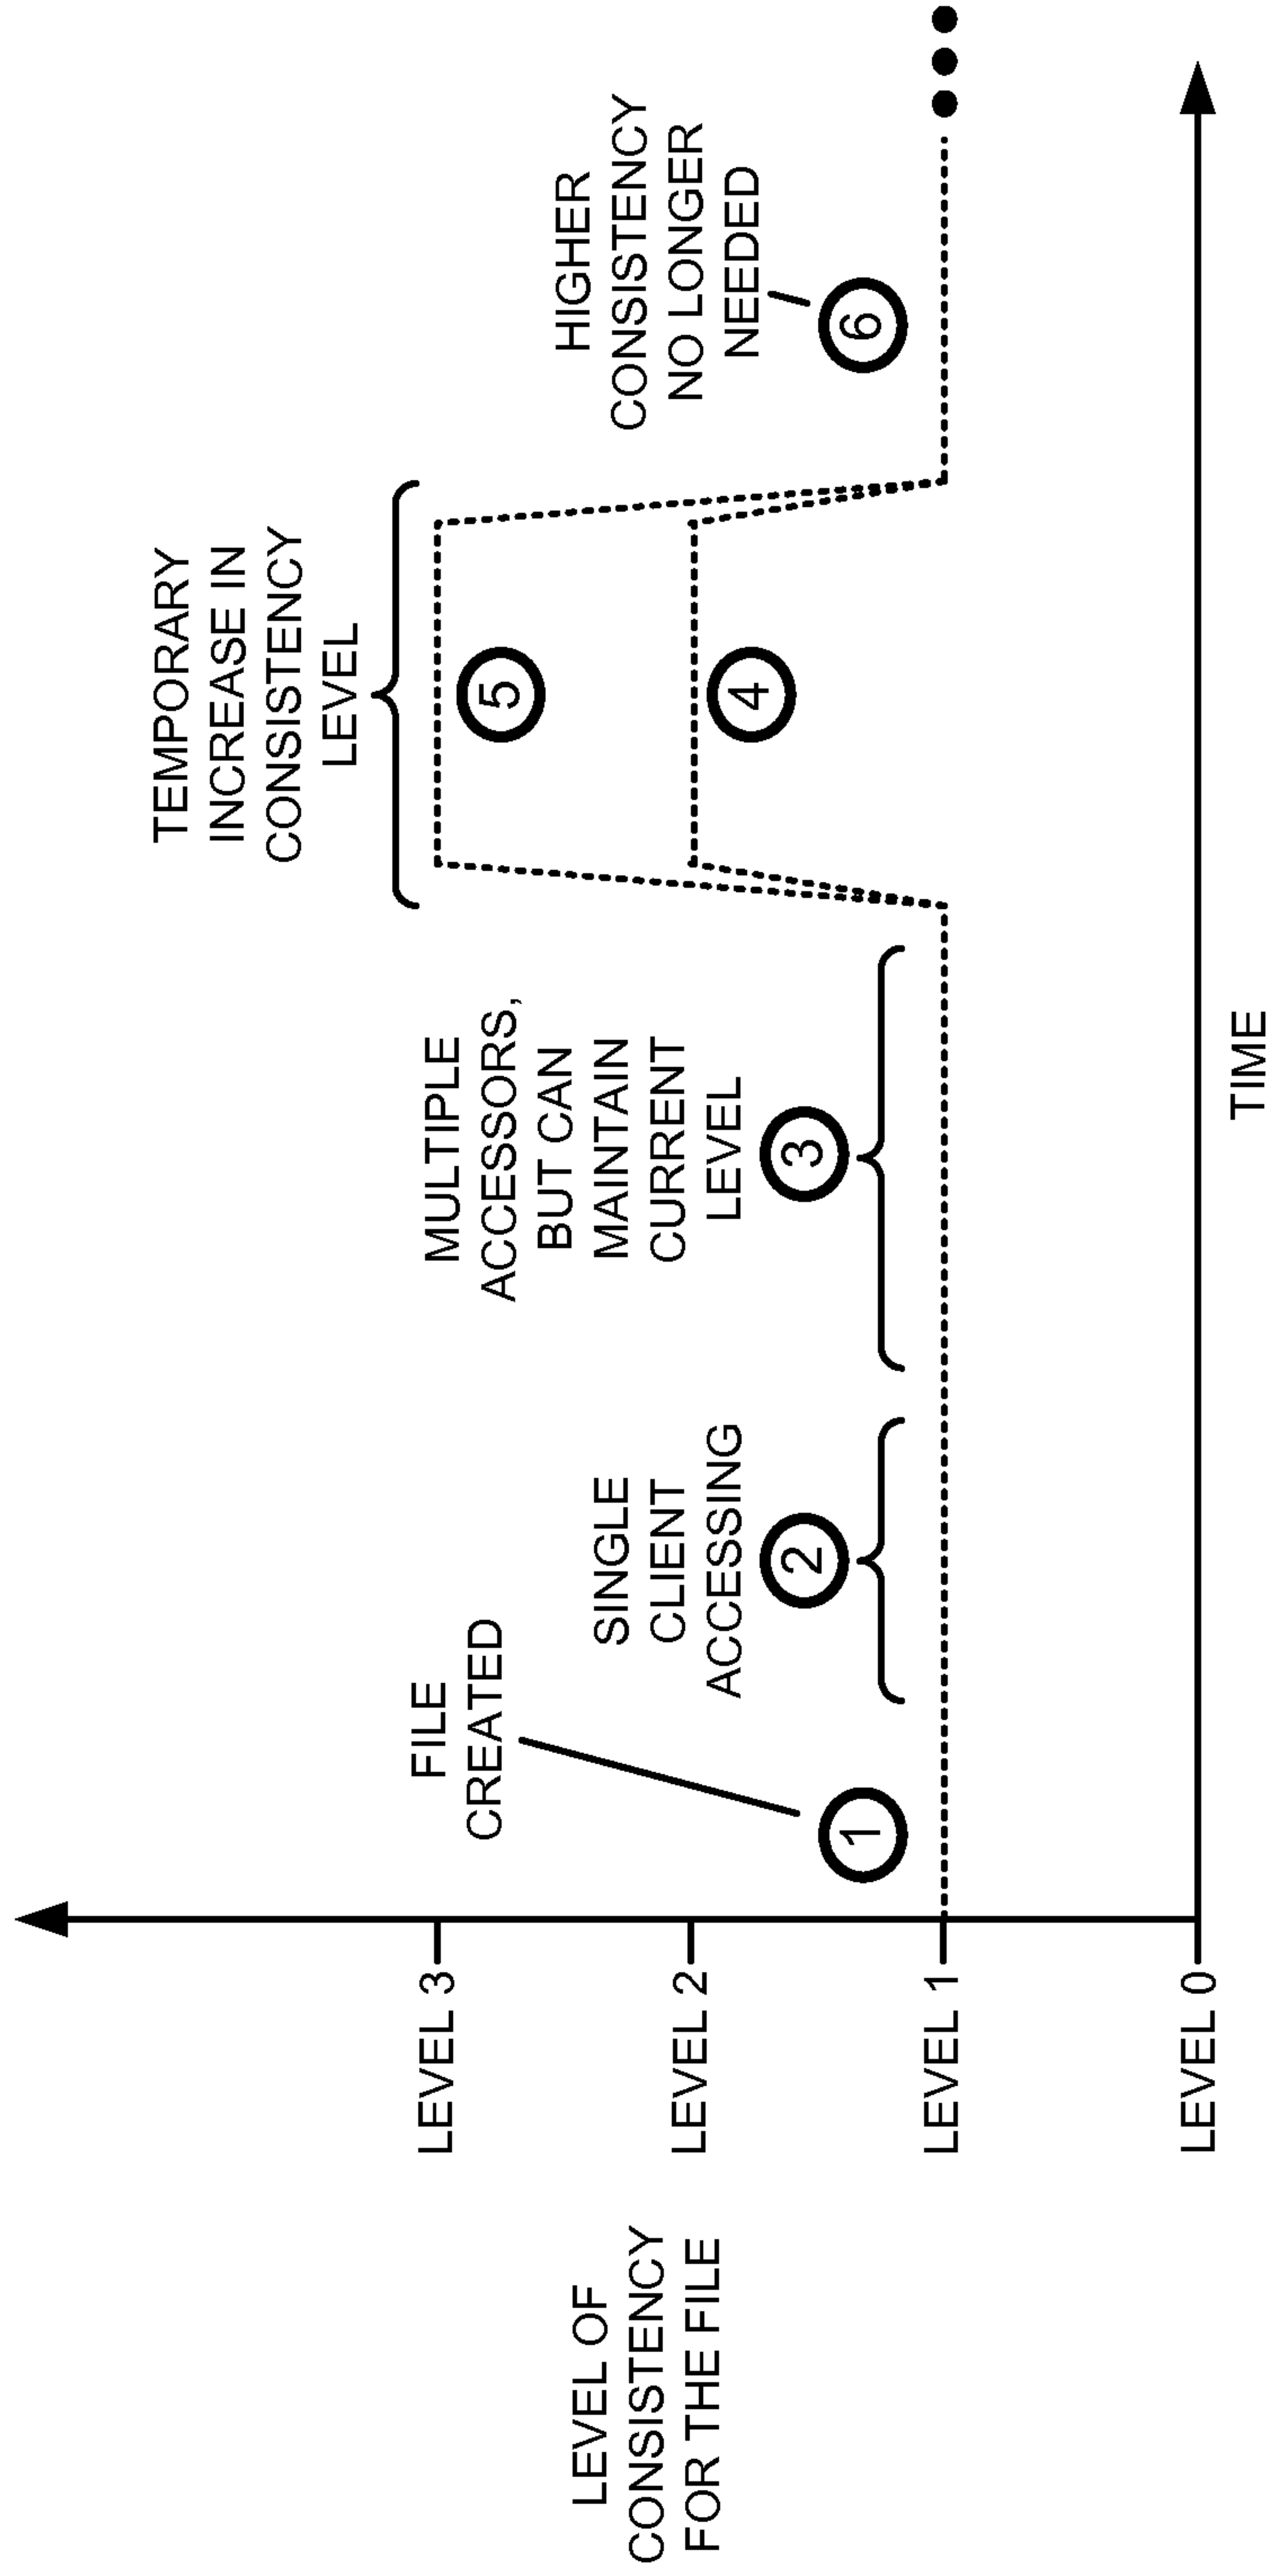 LEVEL OF
CONSISTENCY
FOR THE FILE
LEVEL 3
LEVEL 2
LEVEL 1
LEVEL 0
FILE
CREATED
1
SINGLE
CLIENT
ACCESSING
2
MULTIPLE
ACCESSORS,
BUT CAN
MAINTAIN
CURRENT
LEVEL
3
TEMPORARY
INCREASE IN
CONSISTENCY
LEVEL
5
4
HIGHER
CONSISTENCY
NO LONGER
NEEDED
6
TIME